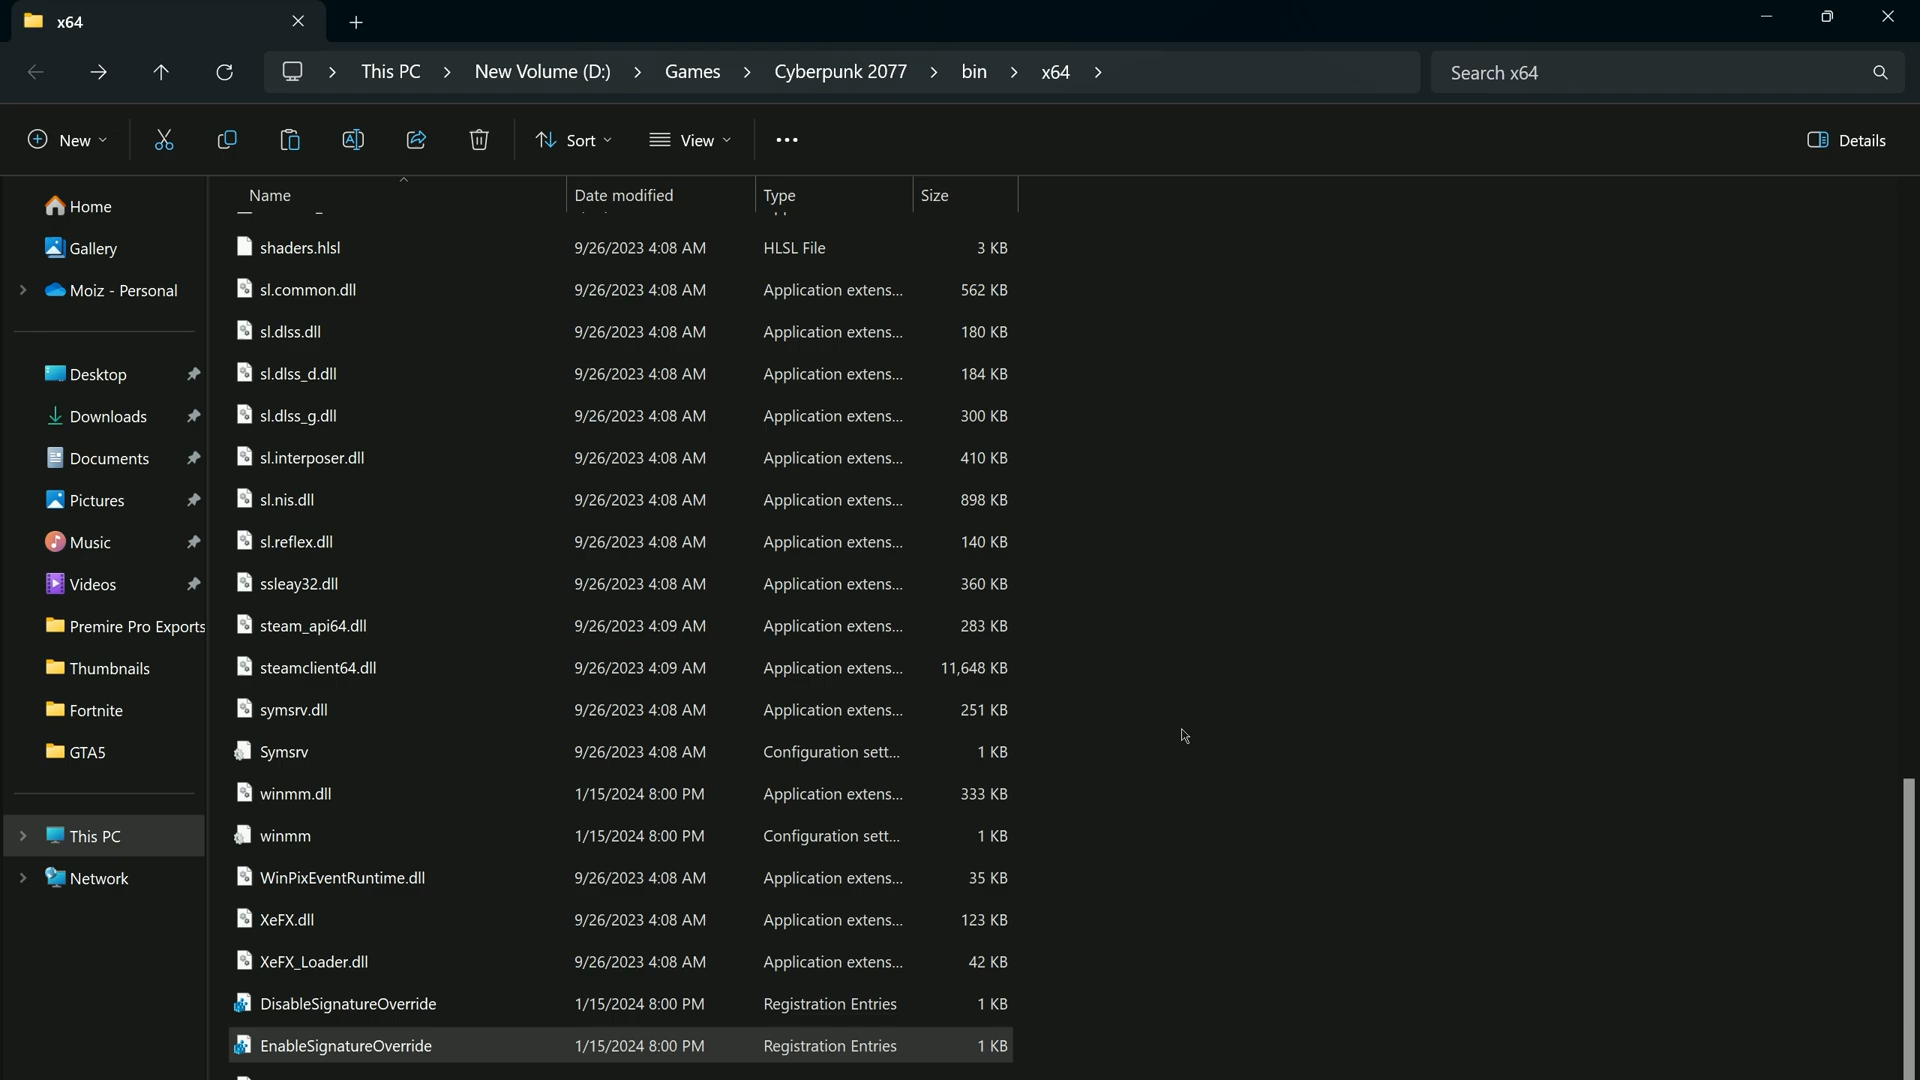 x64
This PC > New Volume (D:) > Games > Cyberpunk 2077 > bin > x64 >
Search x64
New
Sort
View
Details
Home
Gallery
Moiz - Personal
Desktop
Downloads
Documents
Pictures
Music
Videos
Premire Pro Exports
Thumbnails
Fortnite
GTA5
This PC
Network
Name Date modified Type Size
shaders.hlsl 9/26/2023 4:08 AM HLSL File 3 KB
sl.common.dll 9/26/2023 4:08 AM Application extens... 562 KB
sl.dlss.dll 9/26/2023 4:08 AM Application extens... 180 KB
sl.dlss_d.dll 9/26/2023 4:08 AM Application extens... 184 KB
sl.dlss_g.dll 9/26/2023 4:08 AM Application extens... 300 KB
sl.interposer.dll 9/26/2023 4:08 AM Application extens... 410 KB
sl.nis.dll 9/26/2023 4:08 AM Application extens... 898 KB
sl.reflex.dll 9/26/2023 4:08 AM Application extens... 140 KB
ssleay32.dll 9/26/2023 4:08 AM Application extens... 360 KB
steam_api64.dll 9/26/2023 4:09 AM Application extens... 283 KB
steamclient64.dll 9/26/2023 4:09 AM Application extens... 11,648 KB
symsrv.dll 9/26/2023 4:08 AM Application extens... 251 KB
Symsrv 9/26/2023 4:08 AM Configuration sett... 1 KB
winmm.dll 1/15/2024 8:00 PM Application extens... 333 KB
winmm 1/15/2024 8:00 PM Configuration sett... 1 KB
WinPixEventRuntime.dll 9/26/2023 4:08 AM Application extens... 35 KB
XeFX.dll 9/26/2023 4:08 AM Application extens... 123 KB
XeFX_Loader.dll 9/26/2023 4:08 AM Application extens... 42 KB
DisableSignatureOverride 1/15/2024 8:00 PM Registration Entries 1 KB
EnableSignatureOverride 1/15/2024 8:00 PM Registration Entries 1 KB